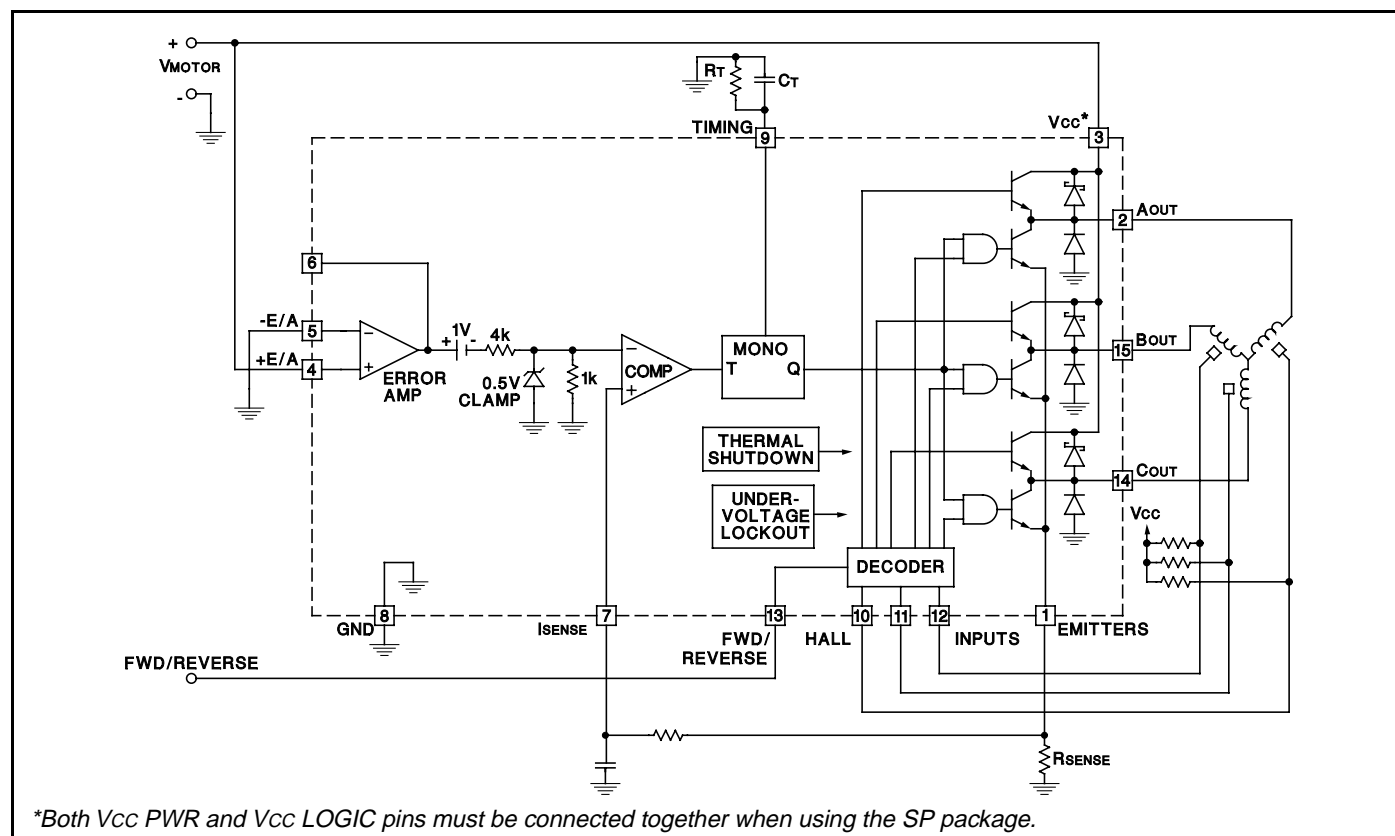 +
VMOTOR
-
RT
CT
TIMING
9
VCC*
3
2
AOUT
6
-E/A
5
+E/A
4
ERROR
AMP
+
1V
-
4k
0.5V
CLAMP
1k
-
+
COMP
MONO
T
Q
15
BOUT
THERMAL
SHUTDOWN
14
COUT
UNDER-
VOLTAGE
LOCKOUT
VCC
DECODER
8
GND
7
ISENSE
13
FWD/
REVERSE
HALL
10
11
12
INPUTS
1
EMITTERS
FWD/REVERSE
RSENSE
*Both VCC PWR and VCC LOGIC pins must be connected together when using the SP package.